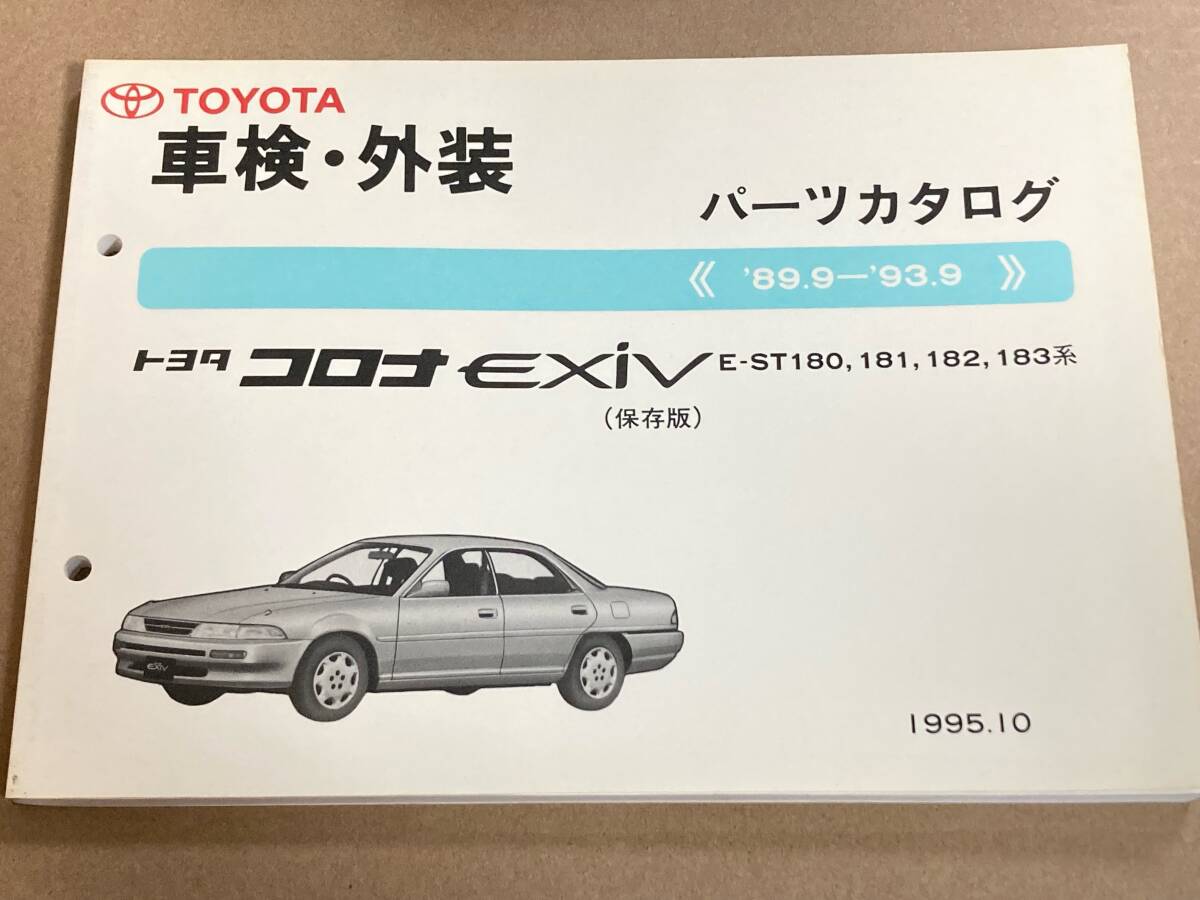 TOYOTA
車検・外装
パーツカタログ
《 '89.9－'93.9 》
トヨタ コロナ EXiV E-ST180, 181, 182, 183系
(保存版)
EXiV
1995.10